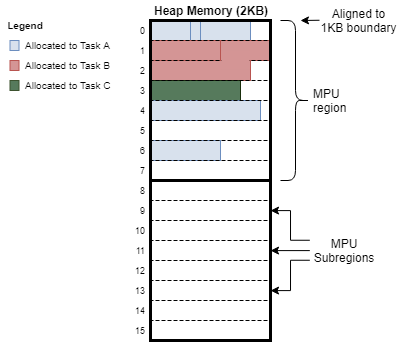 Heap Memory (2KB)
Aligned to
1KB boundary
Legend
Allocated to Task A
Allocated to Task B
Allocated to Task C
0
1
2
3
4
5
6
7
8
9
10
11
12
13
14
15
MPU
region
MPU
Subregions